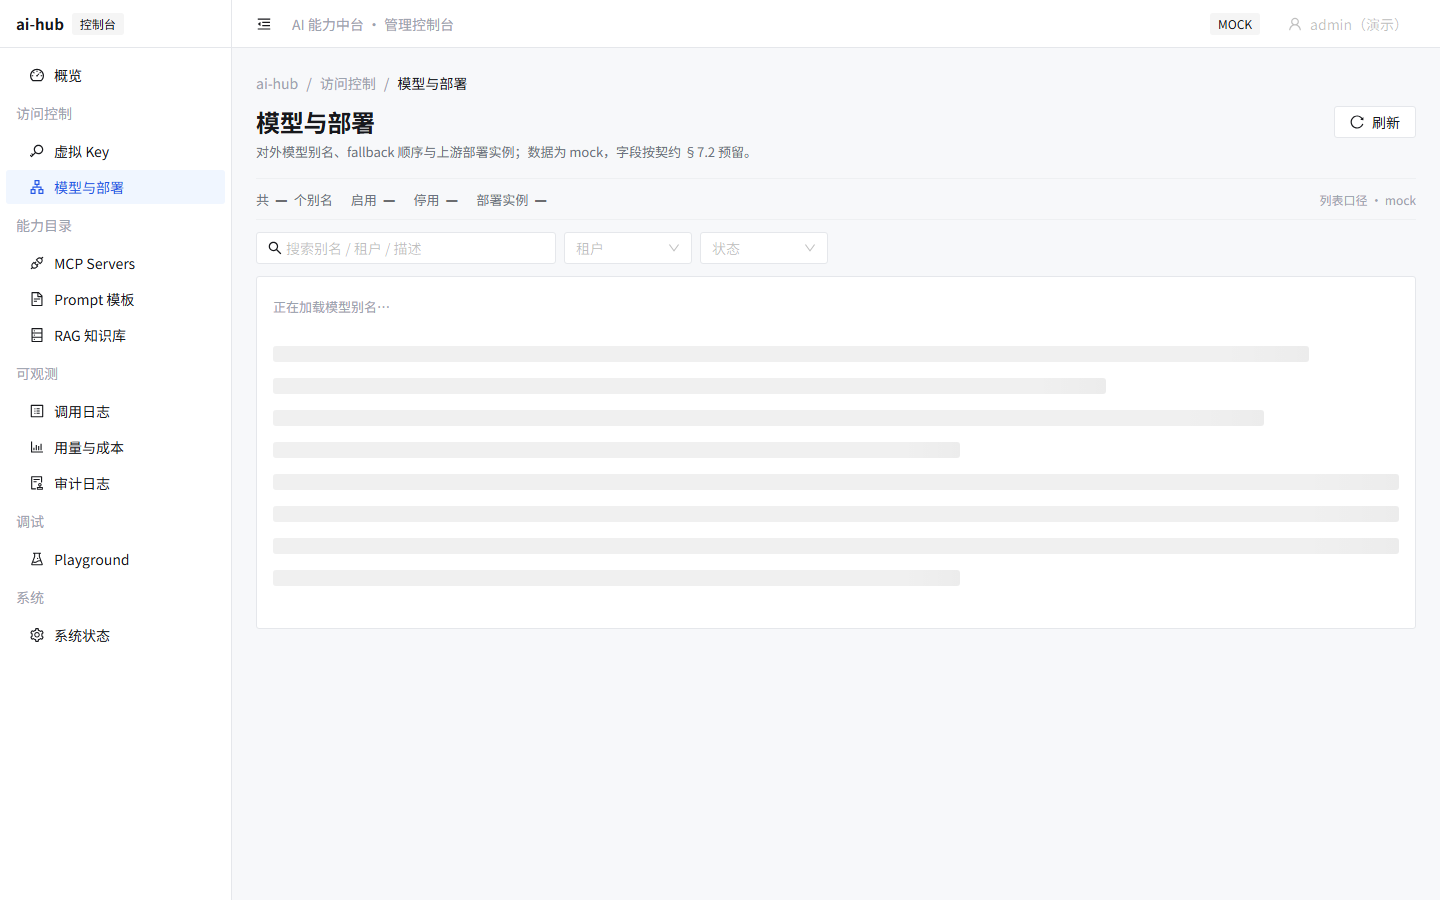 ai-hub 控制台
AI 能力中台 · 管理控制台
MOCK
admin（演示）
概览
访问控制
虚拟 Key
模型与部署
能力目录
MCP Servers
Prompt 模板
RAG 知识库
可观测
调用日志
用量与成本
审计日志
调试
Playground
系统
系统状态
ai-hub / 访问控制 / 模型与部署
模型与部署
刷新
对外模型别名、fallback 顺序与上游部署实例；数据为 mock，字段按契约 §7.2 预留。
共 — 个别名 启用 — 停用 — 部署实例 —
列表口径 · mock
搜索别名 / 租户 / 描述
租户
状态
正在加载模型别名…